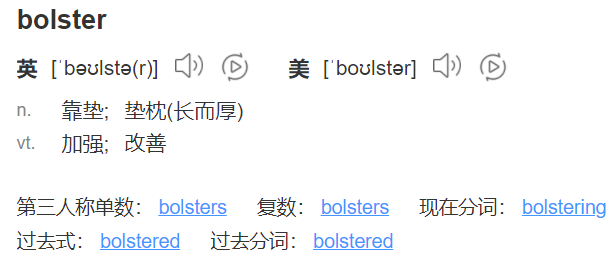 bolster
英 [ˈbəʊlstə(r)] 美 [ˈboʊlstər]
n. 靠垫; 垫枕(长而厚)
vt. 加强; 改善
第三人称单数: bolsters 复数: bolsters 现在分词: bolstering
过去式: bolstered 过去分词: bolstered